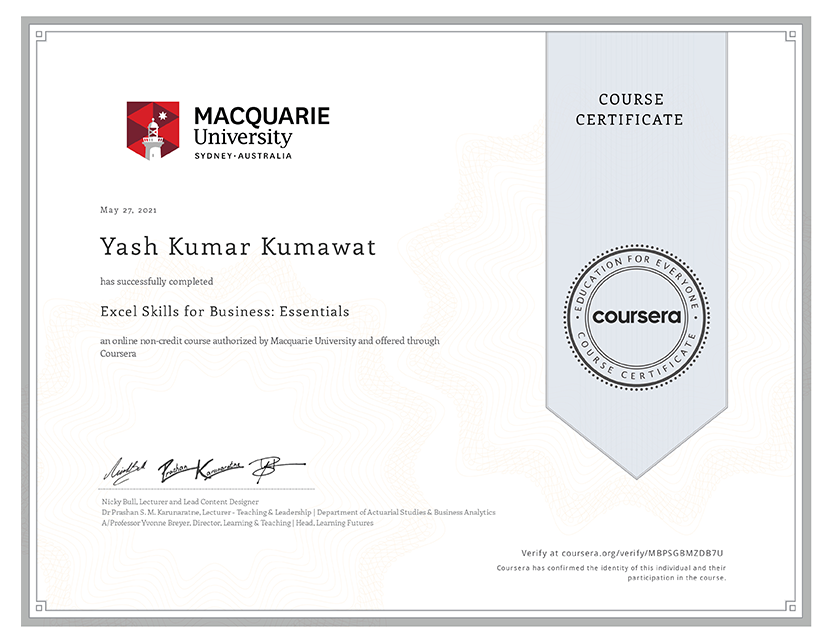 MACQUARIE
University
SYDNEY·AUSTRALIA
COURSE
CERTIFICATE
May 27, 2021
Yash Kumar Kumawat
has successfully completed
Excel Skills for Business: Essentials
an online non-credit course authorized by Macquarie University and offered through
Coursera
EDUCATION FOR EVERYONE
coursera
COURSE CERTIFICATE
Prashan Karunaratne
Nicky Bull, Lecturer and Lead Content Designer
Dr Prashan S. M. Karunaratne, Lecturer - Teaching & Leadership | Department of Actuarial Studies & Business Analytics
A/Professor Yvonne Breyer, Director, Learning & Teaching | Head, Learning Futures
Verify at coursera.org/verify/MBPSGBMZDB7U
Coursera has confirmed the identity of this individual and their
participation in the course.